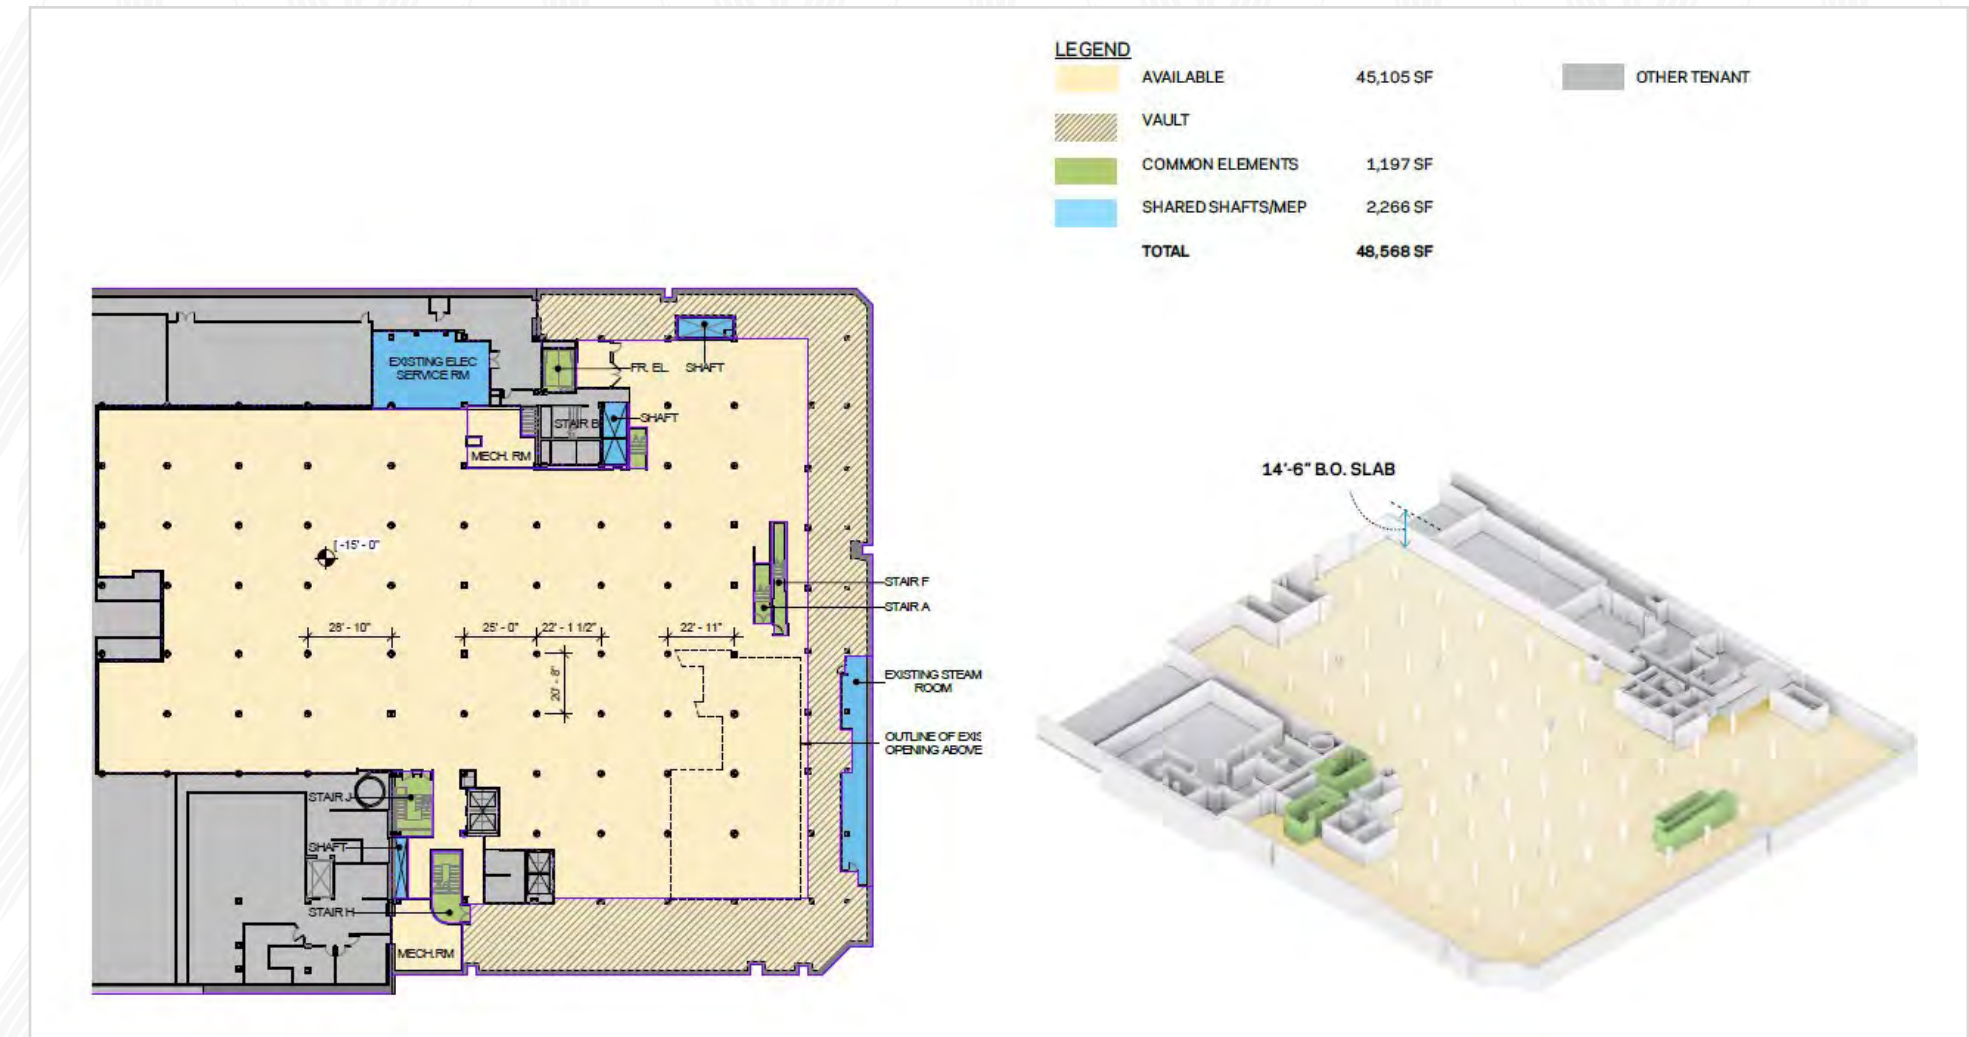 LEGEND
AVAILABLE 45,105 SF
OTHER TENANT
VAULT
COMMON ELEMENTS 1,197 SF
SHARED SHAFTS/MEP 2,266 SF
TOTAL 48,568 SF
EXISTING ELEC
SERVICE RM
FR. EL
SHAFT
STAIR B
SHAFT
MECH. RM
-15' - 0"
STAIR F
STAIR A
28' - 10"
25' - 0"
22' - 1 1/2"
22' - 11"
20' - 8"
EXISTING STEAM
ROOM
OUTLINE OF EXIS
OPENING ABOVE
STAIR J
SHAFT
STAIR H
MECH.RM
14'-6" B.O. SLAB